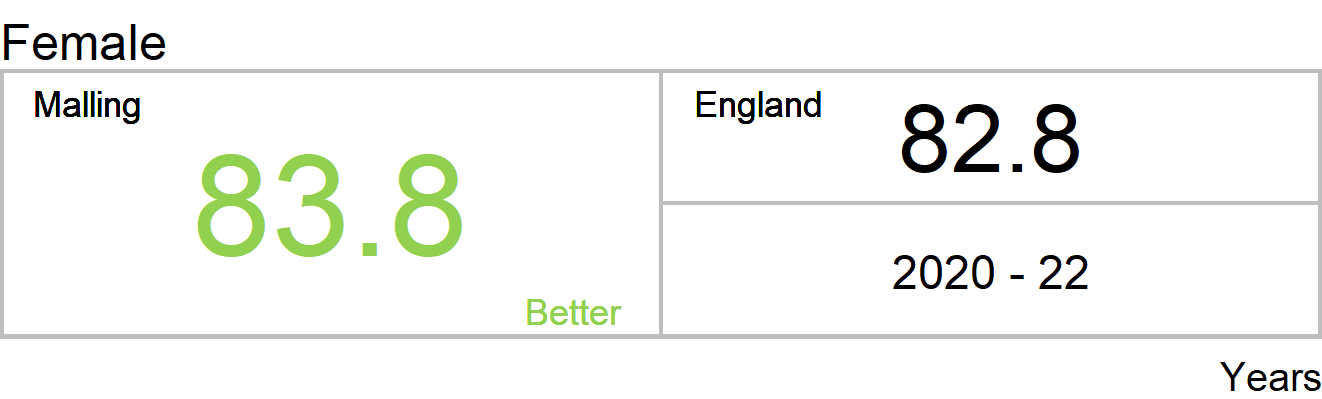 Female
Malling
83.8
Better
England
82.8
2020 - 22
Years